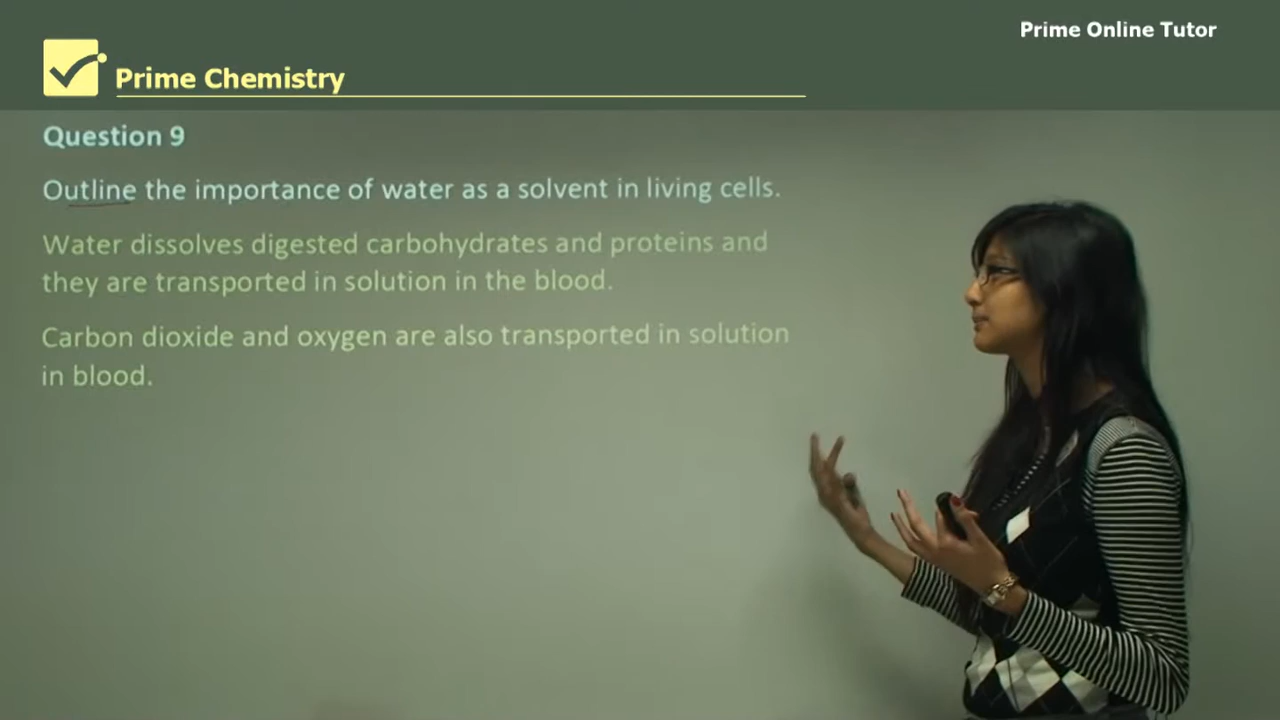 Prime Online Tutor
Prime Chemistry
Question 9
Outline the importance of water as a solvent in living cells.
Water dissolves digested carbohydrates and proteins and
they are transported in solution in the blood.
Carbon dioxide and oxygen are also transported in solution
in blood.